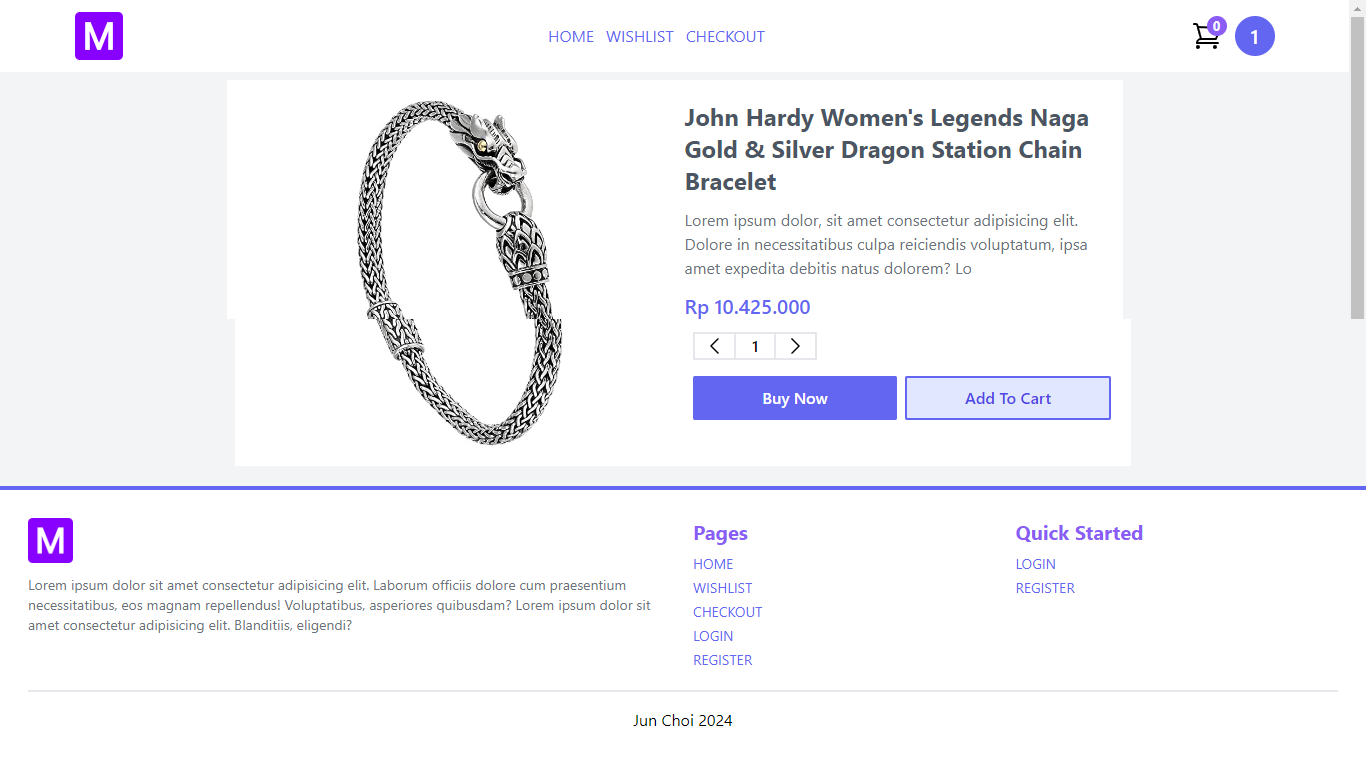 M
HOME WISHLIST CHECKOUT
0
1
John Hardy Women's Legends Naga
Gold & Silver Dragon Station Chain
Bracelet
Lorem ipsum dolor, sit amet consectetur adipisicing elit.
Dolore in necessitatibus culpa reiciendis voluptatum, ipsa
amet expedita debitis natus dolorem? Lo
Rp 10.425.000
1
Buy Now
Add To Cart
M
Lorem ipsum dolor sit amet consectetur adipisicing elit. Laborum officiis dolore cum praesentium
necessitatibus, eos magnam repellendus! Voluptatibus, asperiores quibusdam? Lorem ipsum dolor sit
amet consectetur adipisicing elit. Blanditiis, eligendi?
Pages
HOME
WISHLIST
CHECKOUT
LOGIN
REGISTER
Quick Started
LOGIN
REGISTER
Jun Choi 2024